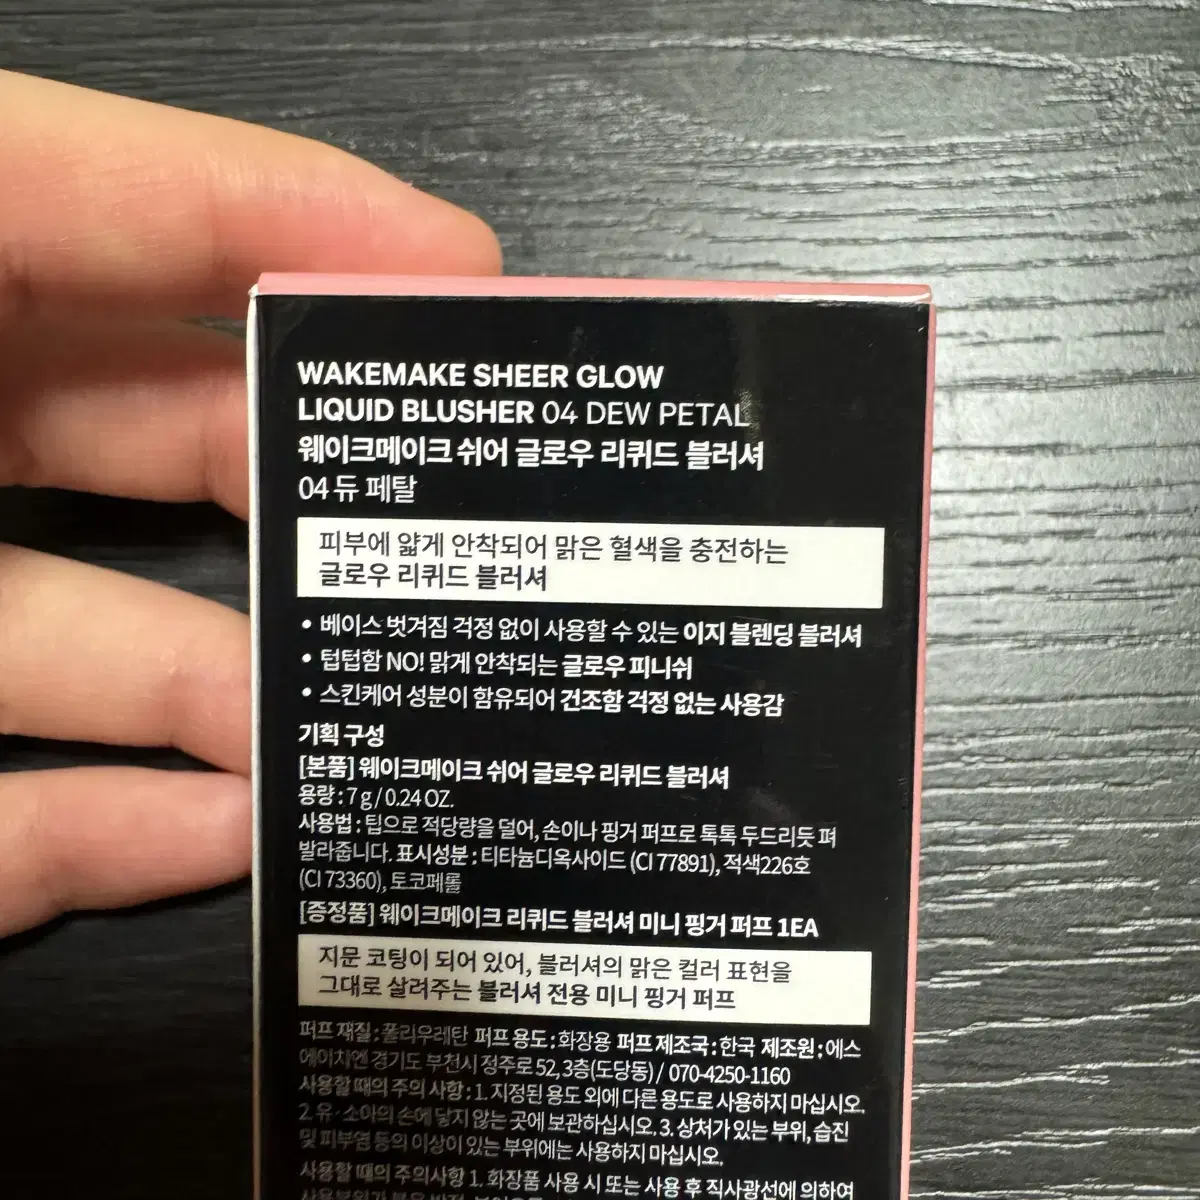 WAKEMAKE SHEER GLOW
LIQUID BLUSHER 04 DEW PETAL
웨이크메이크 쉬어 글로우 리퀴드 블러셔
04 듀 페탈
피부에 얇게 안착되어 맑은 혈색을 충전하는
글로우 리퀴드 블러셔
• 베이스 벗겨짐 걱정 없이 사용할 수 있는 이지 블렌딩 블러셔
• 텁텁함 NO! 맑게 안착되는 글로우 피니쉬
• 스킨케어 성분이 함유되어 건조함 걱정 없는 사용감
기획 구성
[본품] 웨이크메이크 쉬어 글로우 리퀴드 블러셔
용량 : 7 g / 0.24 OZ.
사용법 : 팁으로 적당량을 덜어, 손이나 핑거 퍼프로 톡톡 두드리듯 펴
발라줍니다. 표시성분 : 티타늄디옥사이드 (CI 77891), 적색226호
(CI 73360), 토코페롤
[증정품] 웨이크메이크 리퀴드 블러셔 미니 핑거 퍼프 1EA
지문 코팅이 되어 있어, 블러셔의 맑은 컬러 표현을
그대로 살려주는 블러셔 전용 미니 핑거 퍼프
퍼프 재질 : 폴리우레탄 퍼프 용도 : 화장용 퍼프 제조국 : 한국 제조원 : 에스
에이치엔 경기도 부천시 정주로 52, 3층(도당동) / 070-4250-1160
사용할 때의 주의 사항 : 1. 지정된 용도 외에 다른 용도로 사용하지 마십시오.
2. 유·소아의 손에 닿지 않는 곳에 보관하십시오. 3. 상처가 있는 부위, 습진
및 피부염 등의 이상이 있는 부위에는 사용하지 마십시오.
사용할 때의 주의사항 1. 화장품 사용 시 또는 사용 후 직사광선에 의하여